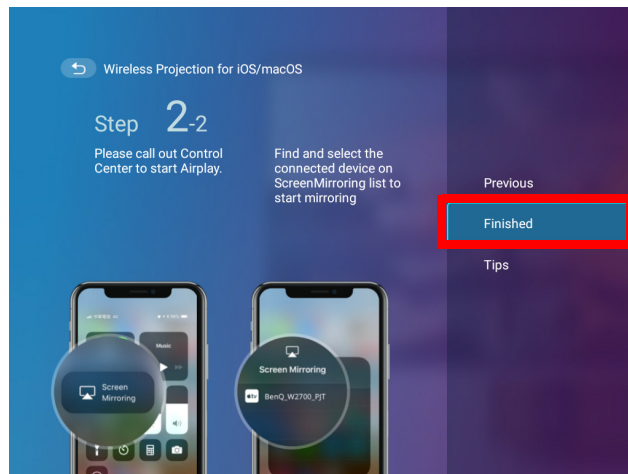 Wireless Projection for iOS/macOS
Step 2-2
Please call out Control
Center to start Airplay.
Find and select the
connected device on
ScreenMirroring list to
start mirroring
Previous
Finished
Tips
Music
Screen
Mirroring
Screen Mirroring
tv
BenQ_W2700_PJT